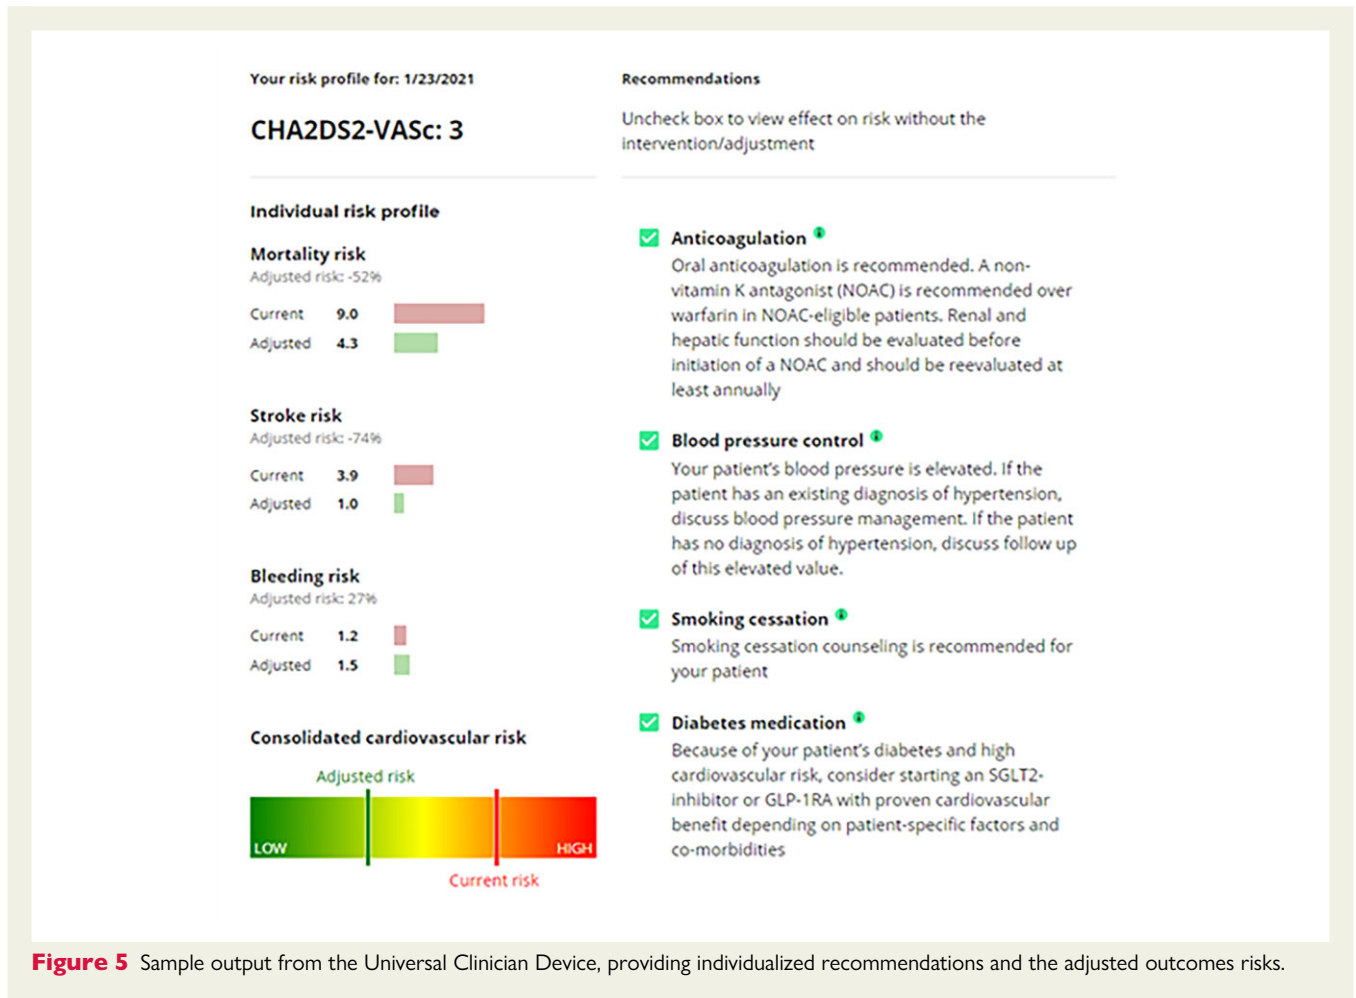 Your risk profile for: 1/23/2021
CHA2DS2-VASc: 3
Individual risk profile
Mortality risk
Adjusted risk: -52%
Current 9.0
Adjusted 4.3
Stroke risk
Adjusted risk: -74%
Current 3.9
Adjusted 1.0
Bleeding risk
Adjusted risk: 27%
Current 1.2
Adjusted 1.5
Consolidated cardiovascular risk
Adjusted risk
LOW HIGH
Current risk
Recommendations
Uncheck box to view effect on risk without the
intervention/adjustment
Anticoagulation
Oral anticoagulation is recommended. A non-
vitamin K antagonist (NOAC) is recommended over
warfarin in NOAC-eligible patients. Renal and
hepatic function should be evaluated before
initiation of a NOAC and should be reevaluated at
least annually
Blood pressure control
Your patient's blood pressure is elevated. If the
patient has an existing diagnosis of hypertension,
discuss blood pressure management. If the patient
has no diagnosis of hypertension, discuss follow up
of this elevated value.
Smoking cessation
Smoking cessation counseling is recommended for
your patient
Diabetes medication
Because of your patient's diabetes and high
cardiovascular risk, consider starting an SGLT2-
inhibitor or GLP-1RA with proven cardiovascular
benefit depending on patient-specific factors and
co-morbidities
Figure 5 Sample output from the Universal Clinician Device, providing individualized recommendations and the adjusted outcomes risks.